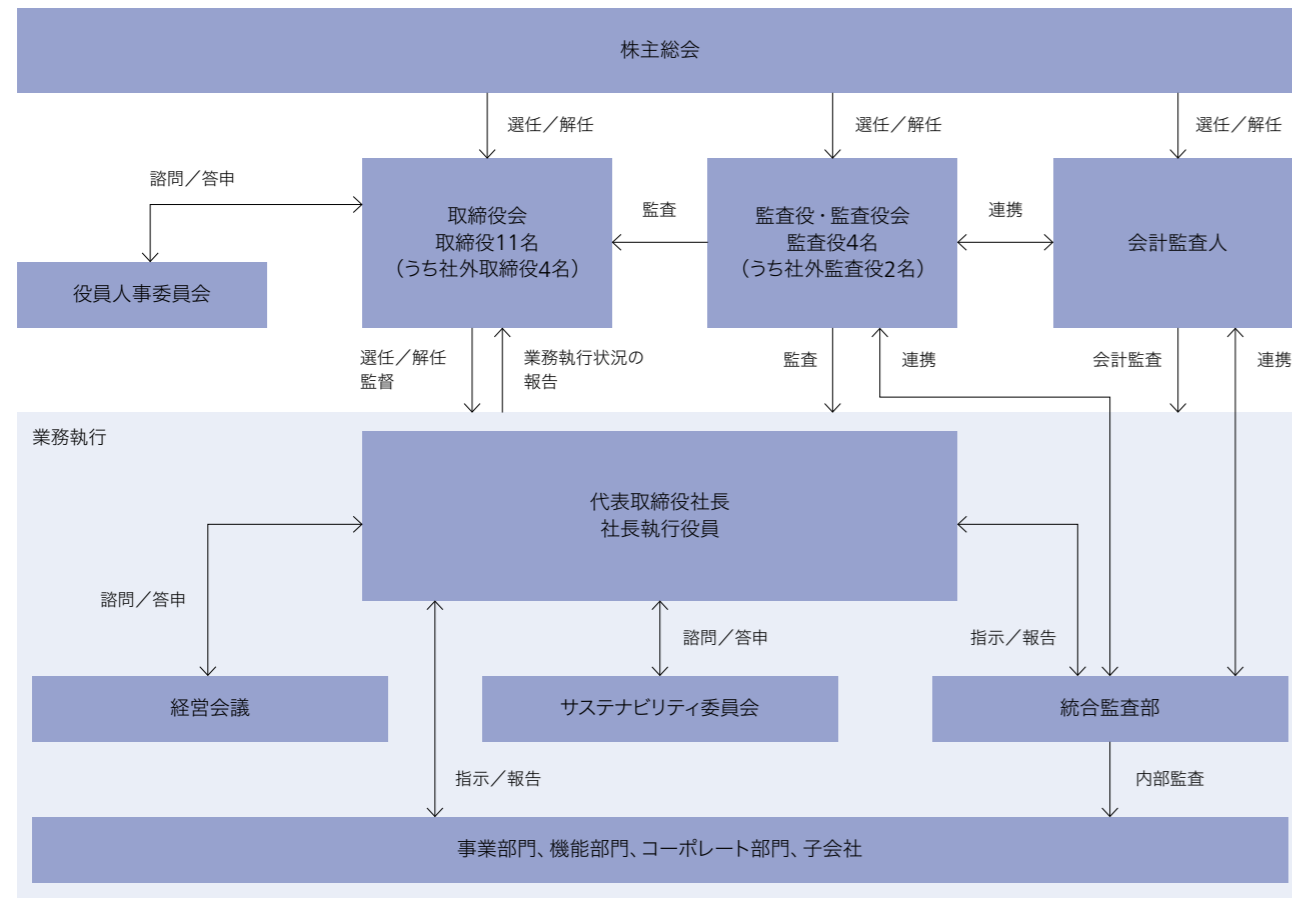 株主総会
選任／解任
選任／解任
選任／解任
諮問／答申
取締役会
取締役11名
（うち社外取締役4名）
監査
監査役・監査役会
監査役4名
（うち社外監査役2名）
連携
会計監査人
役員人事委員会
選任／解任
監督
業務執行状況の
報告
監査
連携
会計監査
連携
業務執行
代表取締役社長
社長執行役員
諮問／答申
諮問／答申
指示／報告
経営会議
サステナビリティ委員会
統合監査部
指示／報告
内部監査
事業部門、機能部門、コーポレート部門、子会社